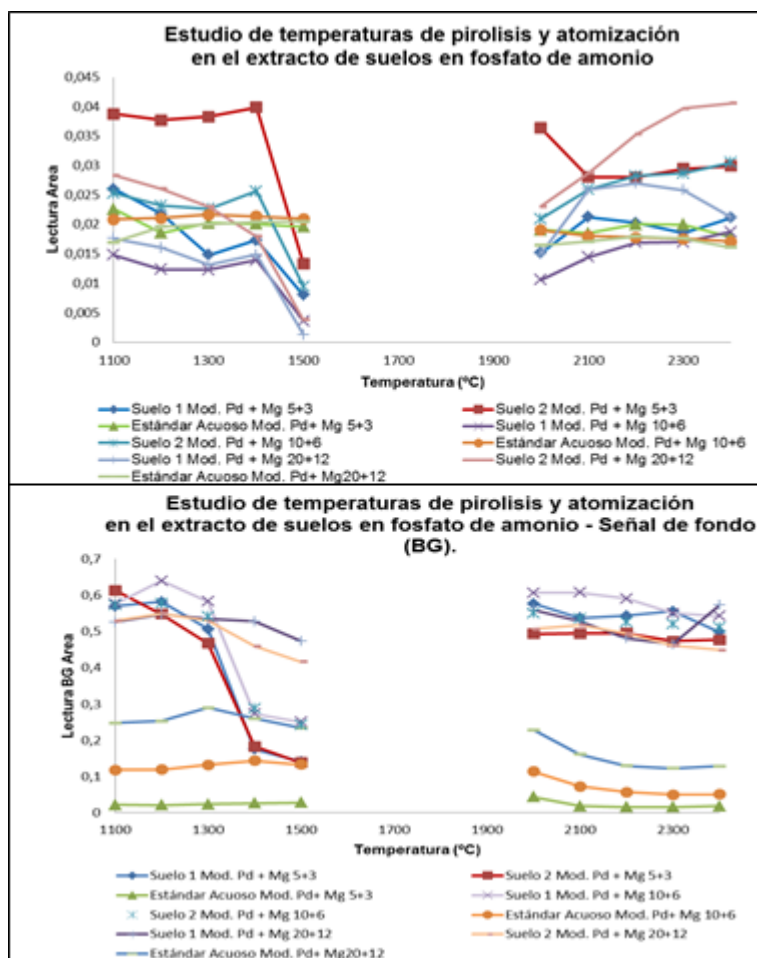 Estudio de temperaturas de pirolisis y atomización
en el extracto de suelos en fosfato de amonio
0,045
0,04
0,035
0,03
0,025
0,02
0,015
0,01
0,005
0
Lectura Area
1100 1300 1500 1700 1900 2100 2300
Temperatura (ºC)
Suelo 1 Mod. Pd + Mg 5+3
Suelo 2 Mod. Pd + Mg 5+3
Estándar Acuoso Mod. Pd+ Mg 5+3
Suelo 1 Mod. Pd + Mg 10+6
Suelo 2 Mod. Pd + Mg 10+6
Estándar Acuoso Mod. Pd+ Mg 10+6
Suelo 1 Mod. Pd + Mg 20+12
Suelo 2 Mod. Pd + Mg 20+12
Estándar Acuoso Mod. Pd+ Mg20+12
Estudio de temperaturas de pirolisis y atomización
en el extracto de suelos en fosfato de amonio - Señal de fondo
(BG).
0,7
0,6
0,5
0,4
0,3
0,2
0,1
0
Lectura BG Area
1100 1300 1500 1700 1900 2100 2300
Temperatura (ºC)
Suelo 1 Mod. Pd + Mg 5+3
Suelo 2 Mod. Pd + Mg 5+3
Estándar Acuoso Mod. Pd+ Mg 5+3
Suelo 1 Mod. Pd + Mg 10+6
Suelo 2 Mod. Pd + Mg 10+6
Estándar Acuoso Mod. Pd+ Mg 10+6
Suelo 1 Mod. Pd + Mg 20+12
Suelo 2 Mod. Pd + Mg 20+12
Estándar Acuoso Mod. Pd+ Mg20+12